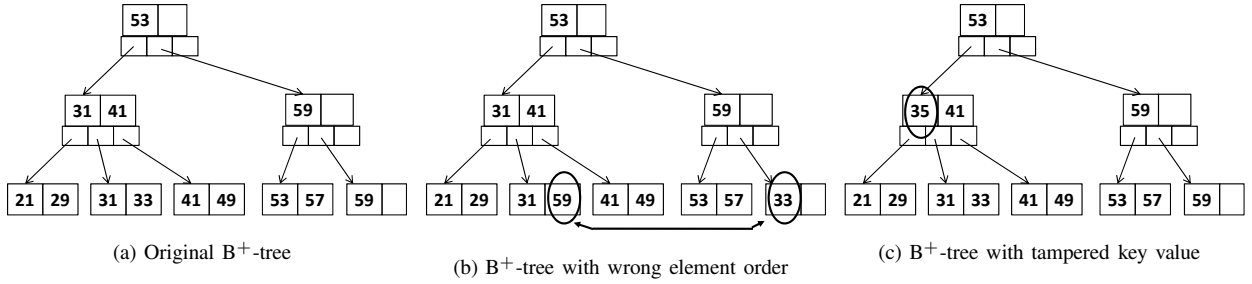 53 53 53
31 41 59 31 41 59 35 41 59
21 29 31 33 41 49 53 57 59 21 29 31 59 41 49 53 57 33 21 29 31 33 41 49 53 57 59
(a) Original B+-tree
(b) B+-tree with wrong element order
(c) B+-tree with tampered key value